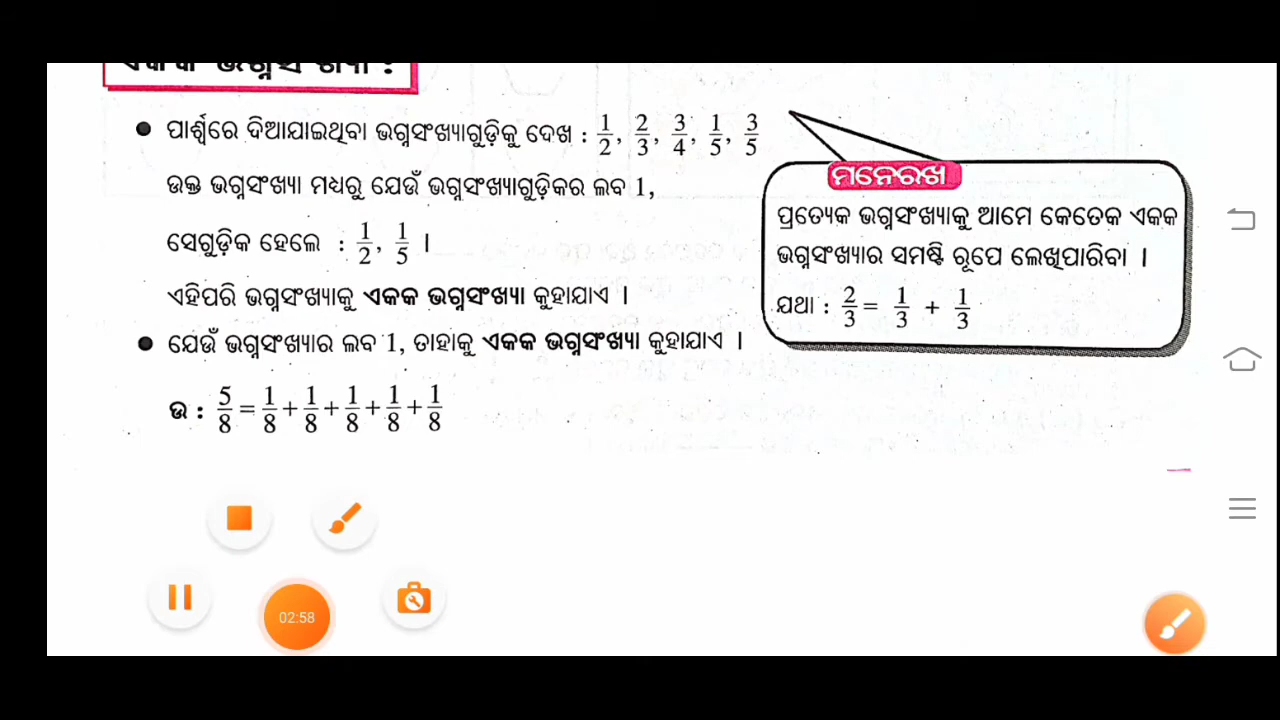 ଏକକ ଭଗ୍ନସଂଖ୍ୟା :
● ପାର୍ଶ୍ୱରେ ଦିଆଯାଇଥିବା ଭଗ୍ନସଂଖ୍ୟାଗୁଡ଼ିକୁ ଦେଖ : 1/2, 2/3, 3/4, 1/5, 3/5
ଉକ୍ତ ଭଗ୍ନସଂଖ୍ୟା ମଧ୍ୟରୁ ଯେଉଁ ଭଗ୍ନସଂଖ୍ୟାଗୁଡ଼ିକର ଲବ 1,
ସେଗୁଡ଼ିକ ହେଲେ : 1/2, 1/5 ।
ଏହିପରି ଭଗ୍ନସଂଖ୍ୟାକୁ ଏକକ ଭଗ୍ନସଂଖ୍ୟା କୁହାଯାଏ ।
● ଯେଉଁ ଭଗ୍ନସଂଖ୍ୟାର ଲବ 1, ତାହାକୁ ଏକକ ଭଗ୍ନସଂଖ୍ୟା କୁହାଯାଏ ।
ଉ : 5/8 = 1/8 + 1/8 + 1/8 + 1/8 + 1/8
ମନେରଖ
ପ୍ରତ୍ୟେକ ଭଗ୍ନସଂଖ୍ୟାକୁ ଆମେ କେତେକ ଏକକ
ଭଗ୍ନସଂଖ୍ୟାର ସମଷ୍ଟି ରୂପେ ଲେଖିପାରିବା ।
ଯଥା : 2/3 = 1/3 + 1/3
02:58